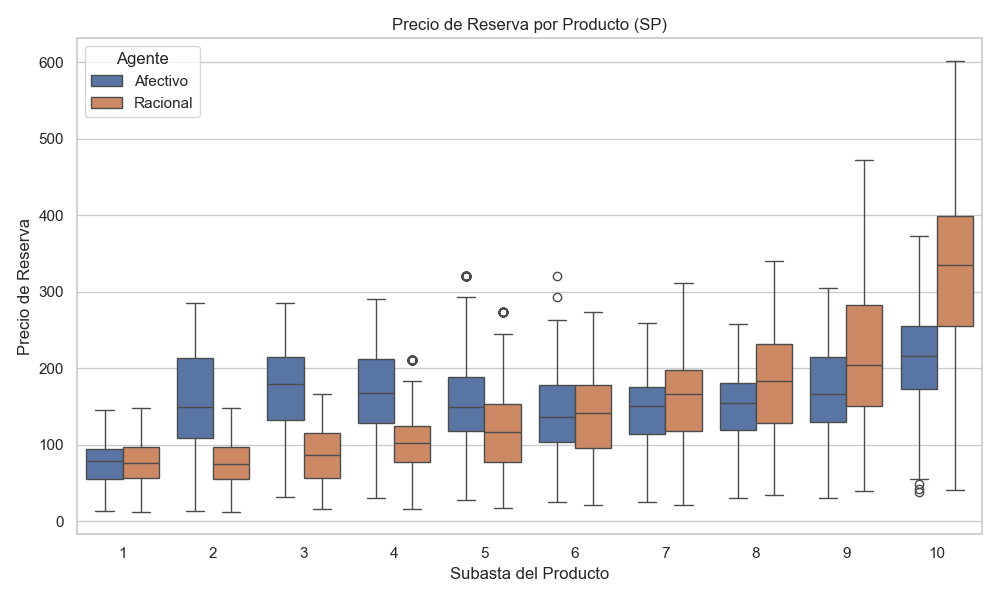 Precio de Reserva por Producto (SP)
Agente
Afectivo
Racional
Precio de Reserva
600
500
400
300
200
100
0
1 2 3 4 5 6 7 8 9 10
Subasta del Producto